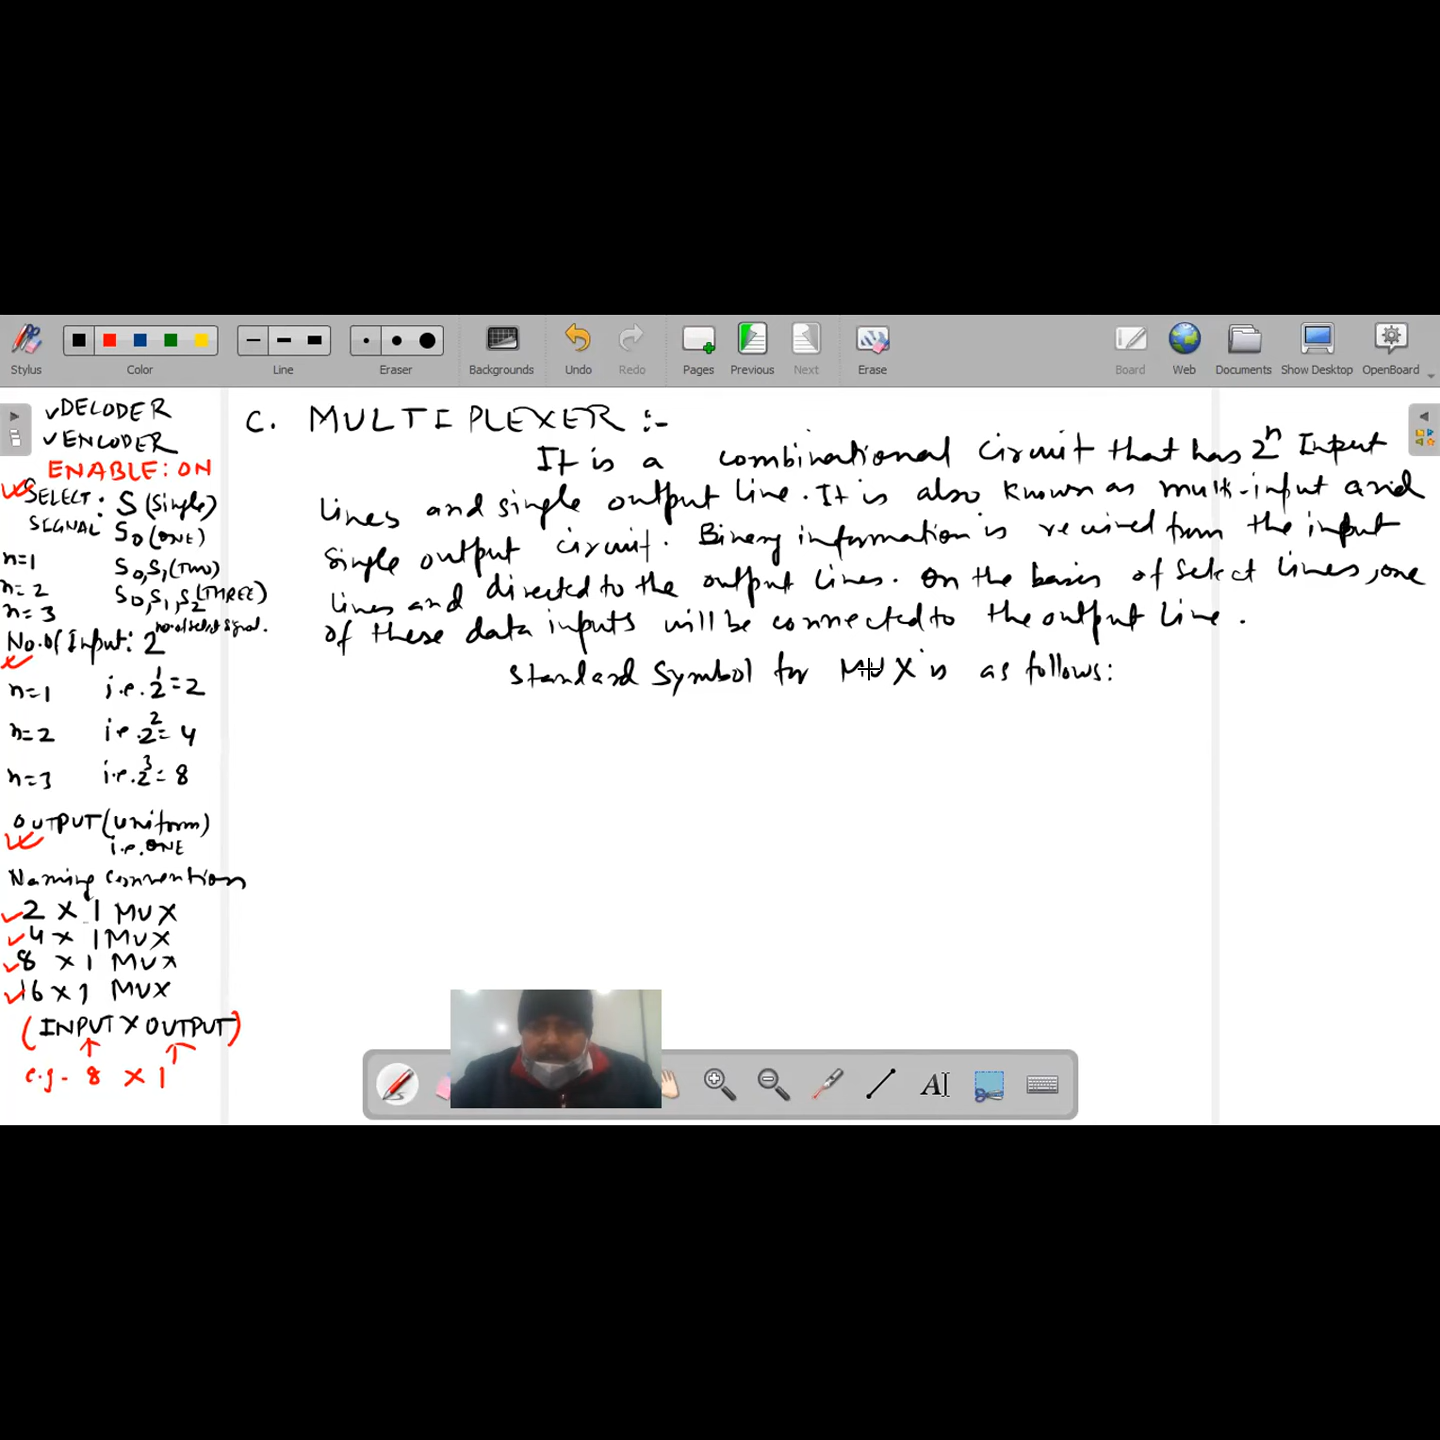 Stylus
Color
Line
Eraser
Backgrounds
Undo
Redo
Pages
Previous
Next
Erase
Board
Web
Documents
Show Desktop
OpenBoard
DECODER
ENCODER
ENABLE: ON
SELECT : S (Single)
SIGNAL S0 (ONE)
n=1 S0, S1 (TWO)
n=2 S0, S1, S2 (THREE)
n=3 no. of select signal.
No. of Input: 2
n=1 i.e. 2^1 = 2
n=2 i.e. 2^2 = 4
n=3 i.e. 2^3 = 8
OUTPUT (Uniform)
i.e. ONE
Naming Convention
2 X 1 MUX
4 X 1 MUX
8 X 1 MUX
16 X 1 MUX
(INPUT X OUTPUT)
e.g. 8 X 1
C. MULTIPLEXER :-
It is a combinational circuit that has 2^n Input
lines and single output line. It is also known as multi-input and
single output circuit. Binary information is received from the input
lines and directed to the output lines. On the basis of select lines, one
of these data inputs will be connected to the output line.
Standard Symbol for MUX is as follows:
AI